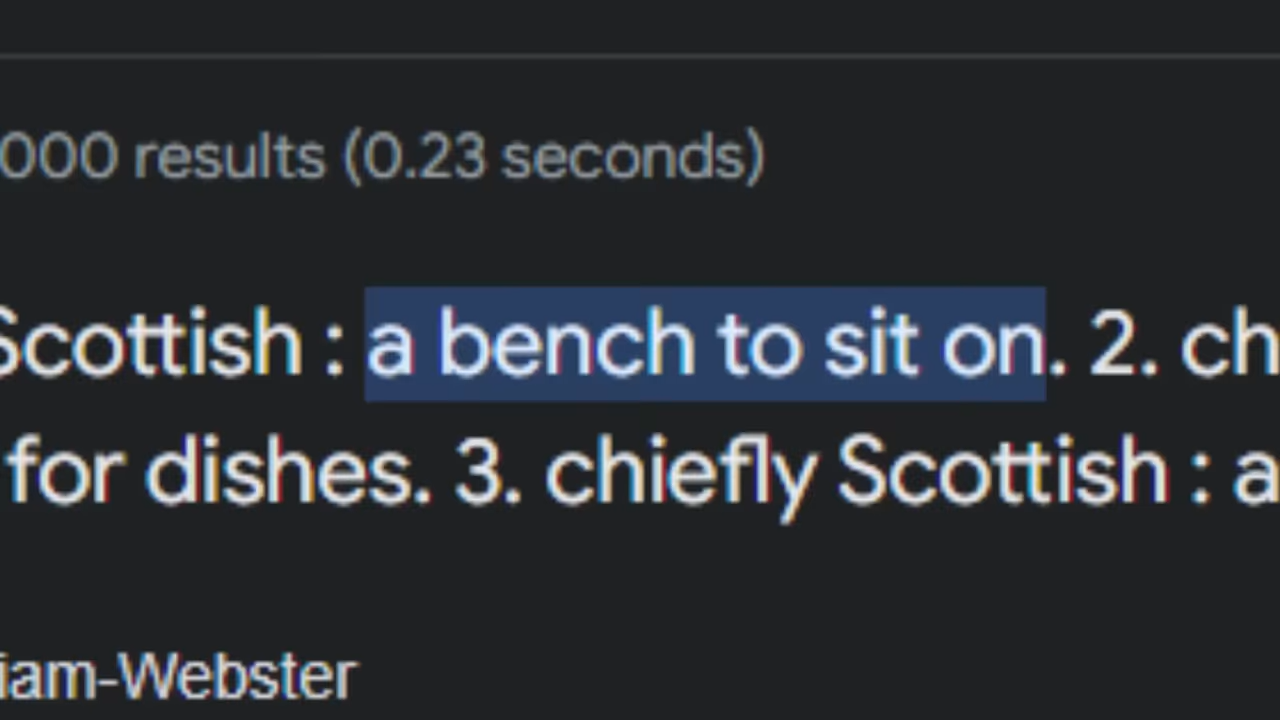 000 results (0.23 seconds)
Scottish : a bench to sit on. 2. ch
for dishes. 3. chiefly Scottish : a
iam-Webster